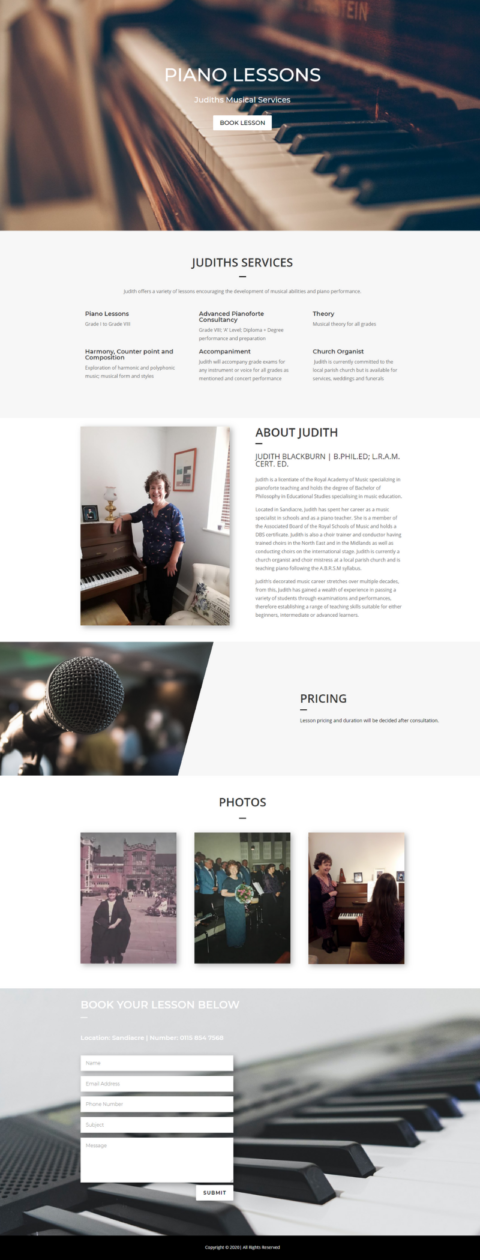 PIANO LESSONS
Judiths Musical Services
BOOK LESSON
JUDITHS SERVICES
Judith offers a variety of lessons encouraging the development of musical abilities and piano performance.
Piano Lessons
Grade I to Grade VIII
Advanced Pianoforte
Consultancy
Grade VIII: 'A' Level: Diploma + Degree
performance and preparation
Theory
Musical theory for all grades
Harmony, Counter point and
Composition
Exploration of harmonic and polyphonic
music; musical form and styles
Accompaniment
Judith will accompany grade exams for
any instrument or voice for all grades as
mentioned and concert performance
Church Organist
Judith is currently committed to the
local parish church but is available for
services, weddings and funerals
ABOUT JUDITH
JUDITH BLACKBURN | B.PHIL.ED; L.R.A.M.
CERT. ED.
Judith is a licentiate of the Royal Academy of Music specialising in
pianoforte teaching and holds the degree of Bachelor of
Philosophy in Educational Studies specialising in music education.
Located in Sandiacre, Judith has spent her career as a music
specialist in schools and as a piano teacher. She is a member of
the Associated Board of the Royal Schools of Music and holds a
DBS certificate. Judith is also a choir trainer and conductor having
trained choirs in the North East and in the Midlands as well as
conducting choirs on the international stage. Judith is currently a
church organist and choir mistress at a local parish church and is
teaching piano following the A.B.R.S.M syllabus.
Judith's decorated music career stretches over multiple decades,
from this, Judith has gained a wealth of experience in passing a
variety of students through examinations and performances,
therefore establishing a range of teaching skills suitable for either
beginners, intermediate or advanced learners.
PRICING
Lesson pricing and duration will be decided after consultation.
PHOTOS
BOOK YOUR LESSON BELOW
Location: Sandiacre | Number: 0115 854 7568
Name
Email Address
Phone Number
Subject
Message
SUBMIT
Copyright © 2020| All Rights Reserved